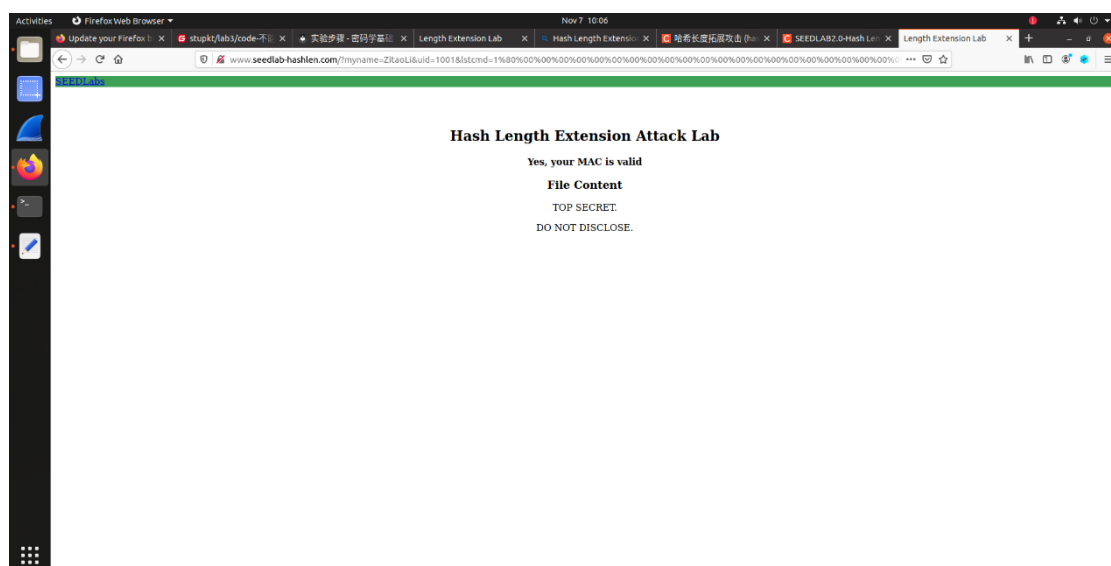 Activities Firefox Web Browser Nov 7 10:06
Update your Firefox b stupkt/lab3/code-不 实验步骤 - 密码学基础 Length Extension Lab Hash Length Extensio 哈希长度拓展攻击 (ha SEEDLAB2.0-Hash Len Length Extension Lab
www.seedlab-hashlen.com/?myname=ZitaoLi&uid=1001&lstcmd=1%80%00%00%00%00%00%00%00%00%00%00%00%00%00%00%00%00%00%00%00%00%00%00%00%00%
SEEDLabs
Hash Length Extension Attack Lab
Yes, your MAC is valid
File Content
TOP SECRET.
DO NOT DISCLOSE.